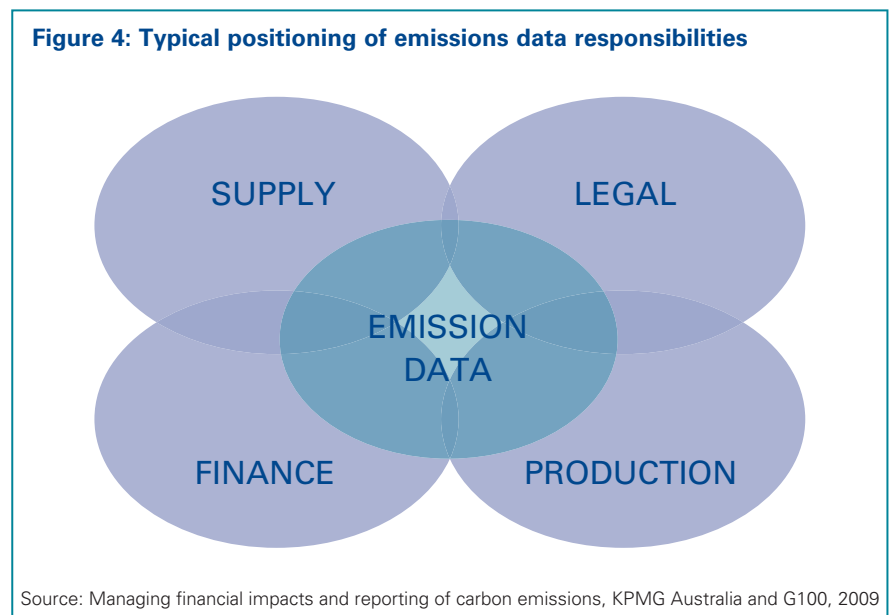 Figure 4: Typical positioning of emissions data responsibilities
SUPPLY
LEGAL
EMISSION
DATA
FINANCE
PRODUCTION
Source: Managing financial impacts and reporting of carbon emissions, KPMG Australia and G100, 2009